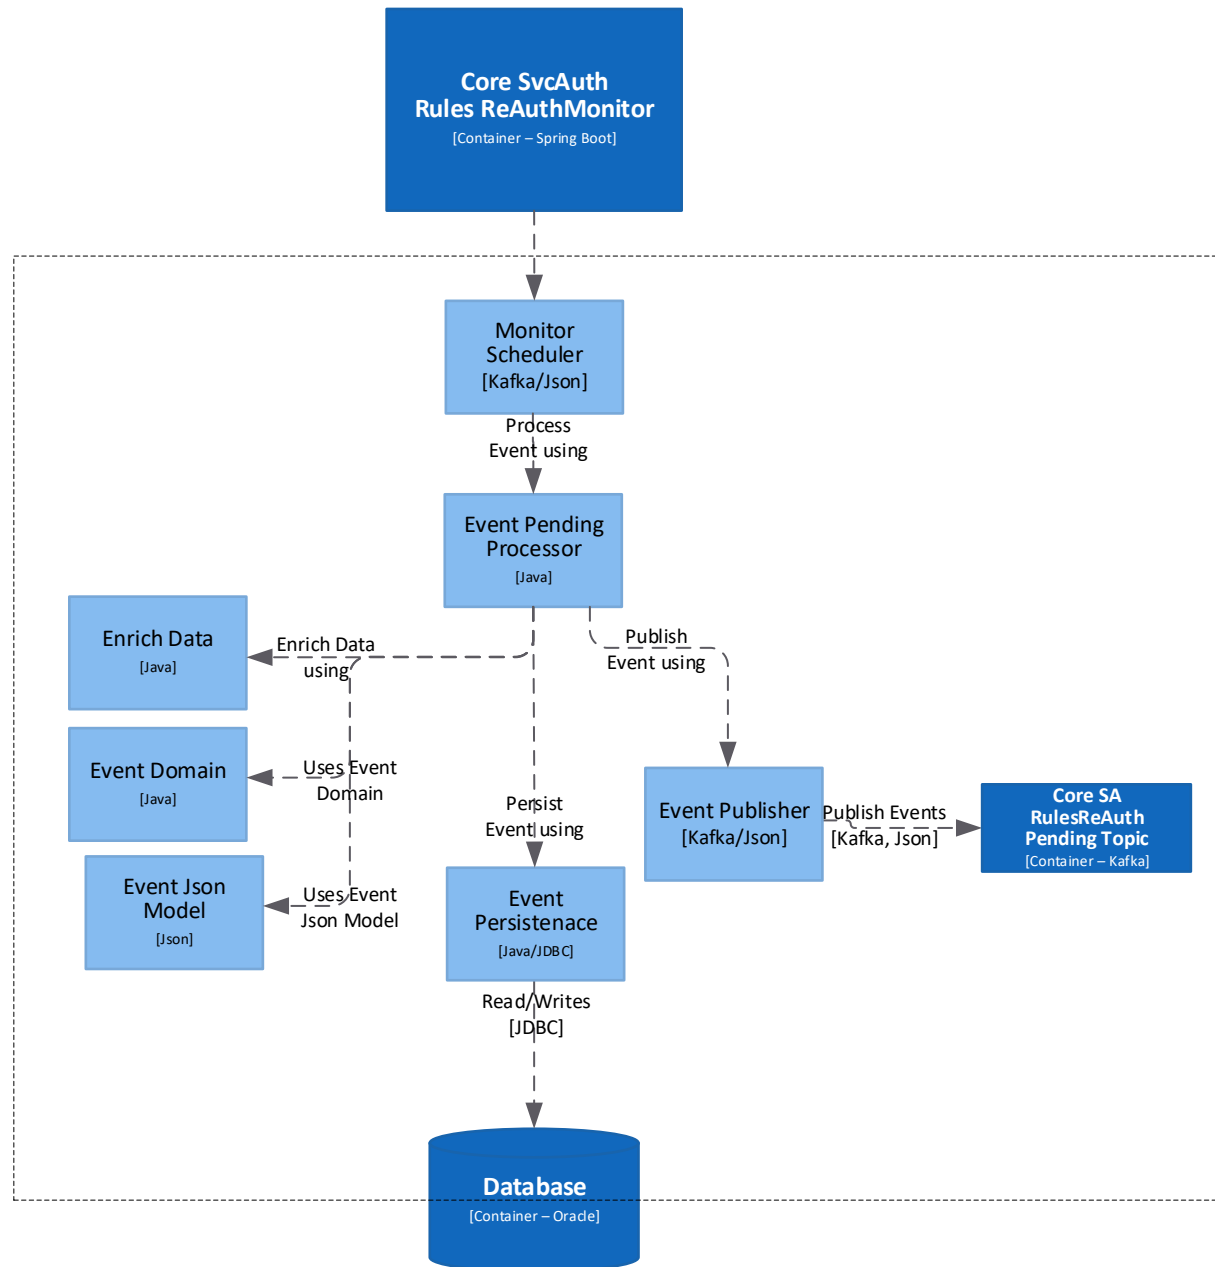 Core SvcAuth
Rules ReAuthMonitor
[Container – Spring Boot]
Monitor
Scheduler
[Kafka/Json]
Process
Event using
Event Pending
Processor
[Java]
Enrich Data
[Java]
Enrich Data
using
Publish
Event using
Event Domain
[Java]
Uses Event
Domain
Persist
Event using
Event Publisher
[Kafka/Json]
Publish Events
[Kafka, Json]
Core SA
RulesReAuth
Pending Topic
[Container – Kafka]
Event Json
Model
[Json]
Uses Event
Json Model
Event
Persistenace
[Java/JDBC]
Read/Writes
[JDBC]
Database
[Container – Oracle]